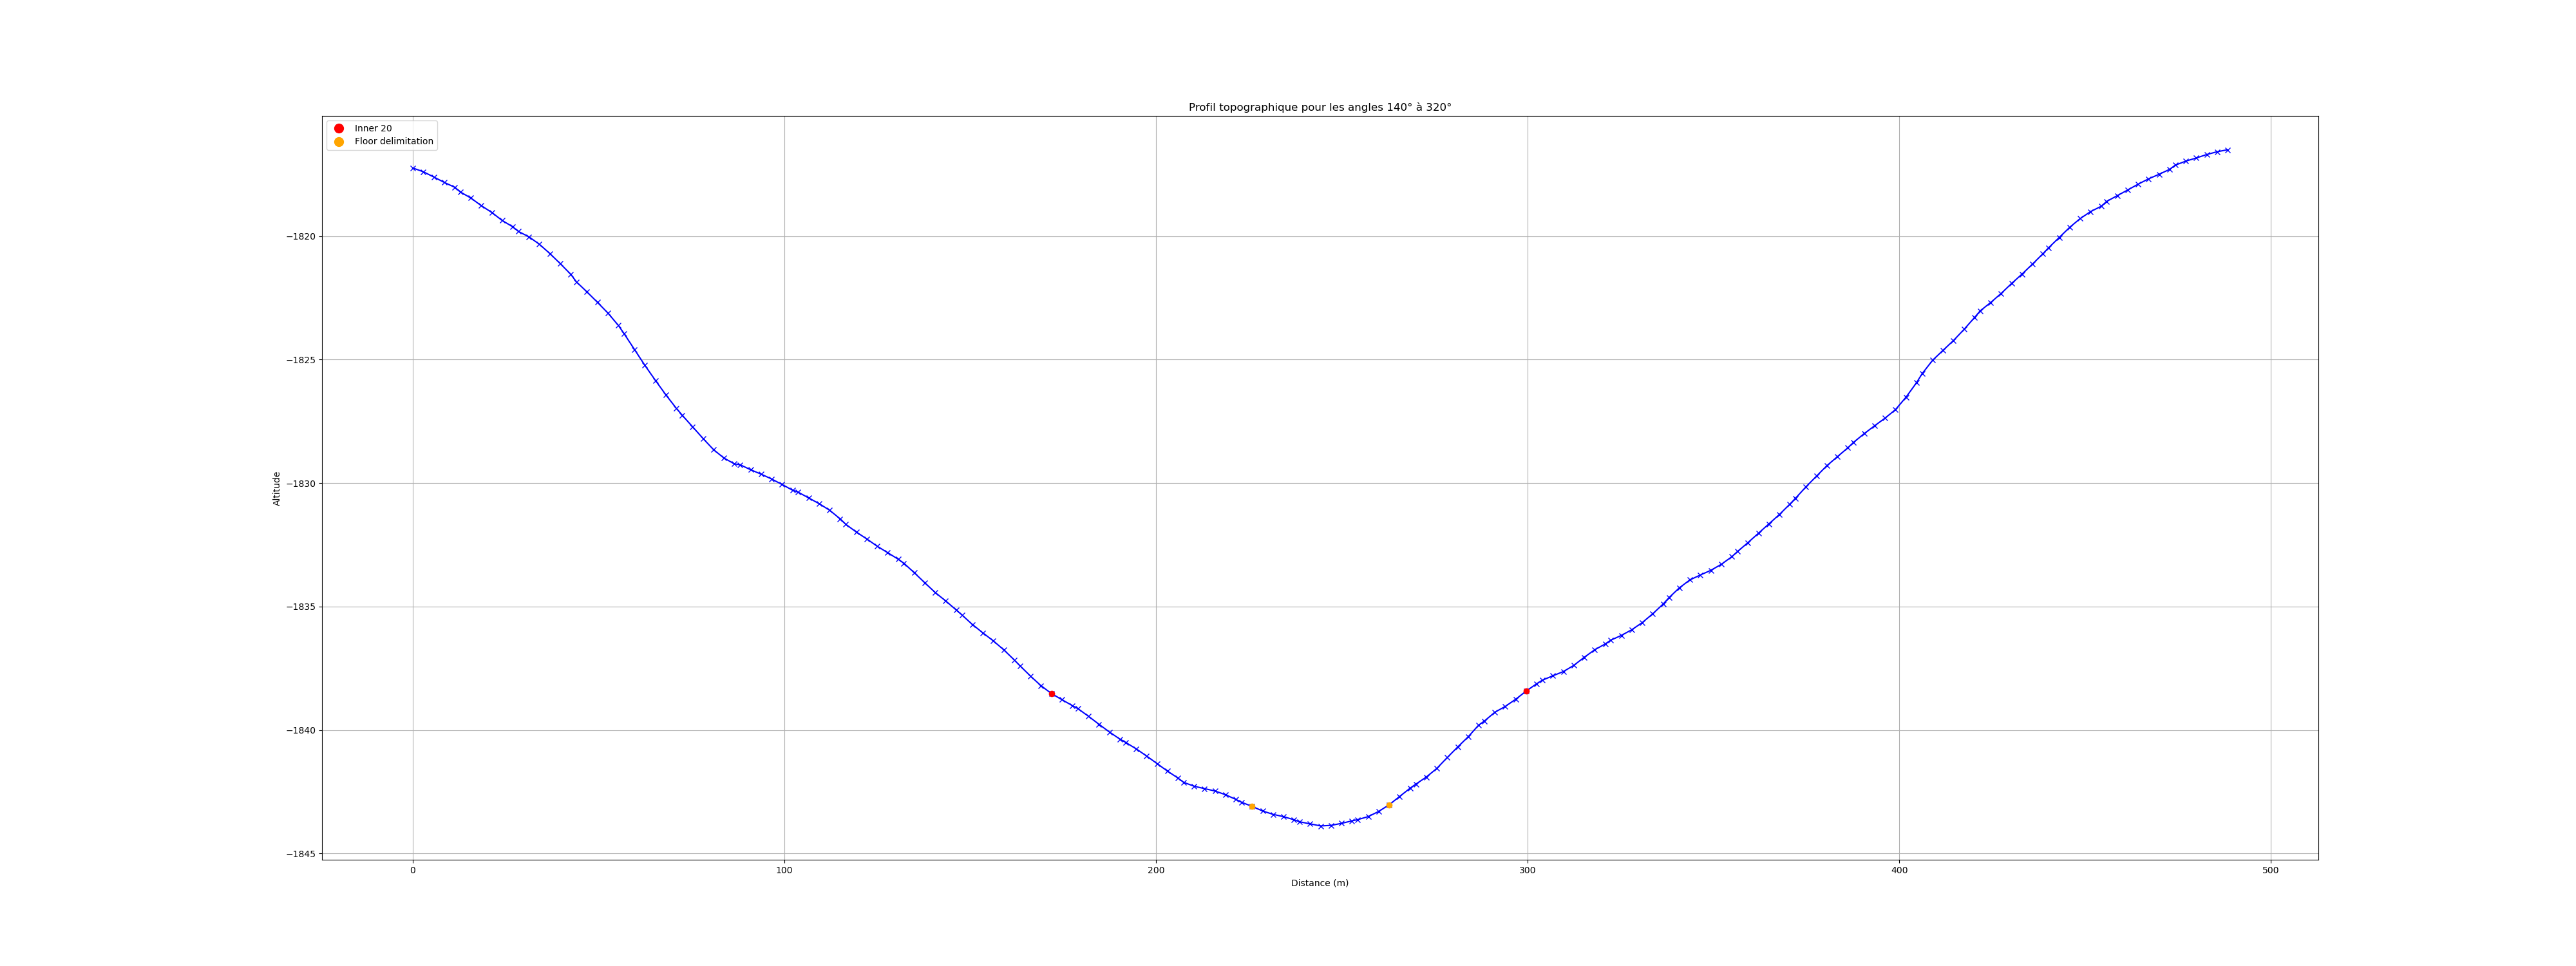 Profil topographique pour les angles 140° à 320°
Inner 20
Floor delimitation
−1820
−1825
−1830
−1835
−1840
−1845
Altitude
0 100 200 300 400 500
Distance (m)